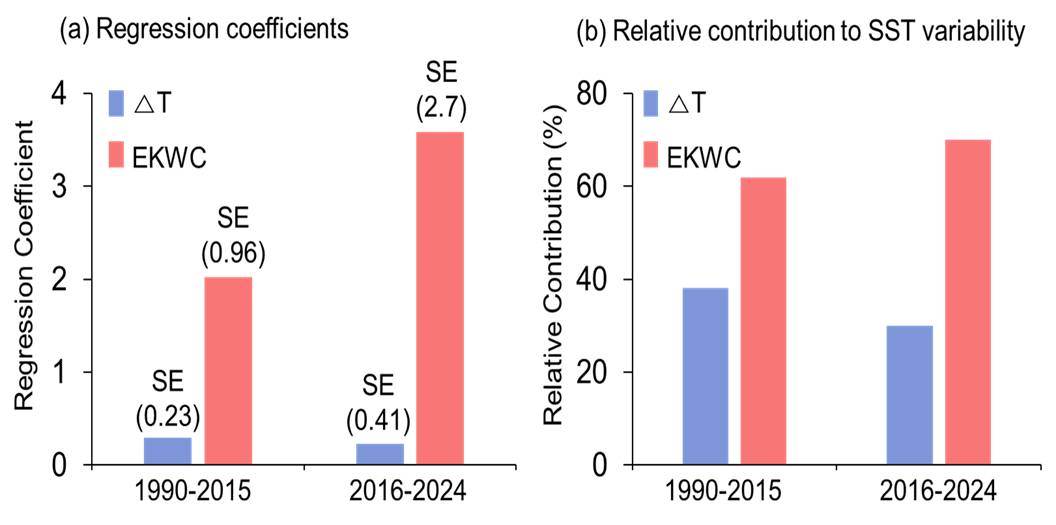 (a) Regression coefficients
Regression Coefficient
4
3
2
1
0
△T
EKWC
SE
(0.23)
SE
(0.96)
SE
(0.41)
SE
(2.7)
1990-2015
2016-2024
(b) Relative contribution to SST variability
Relative Contribution (%)
80
60
40
20
0
△T
EKWC
1990-2015
2016-2024